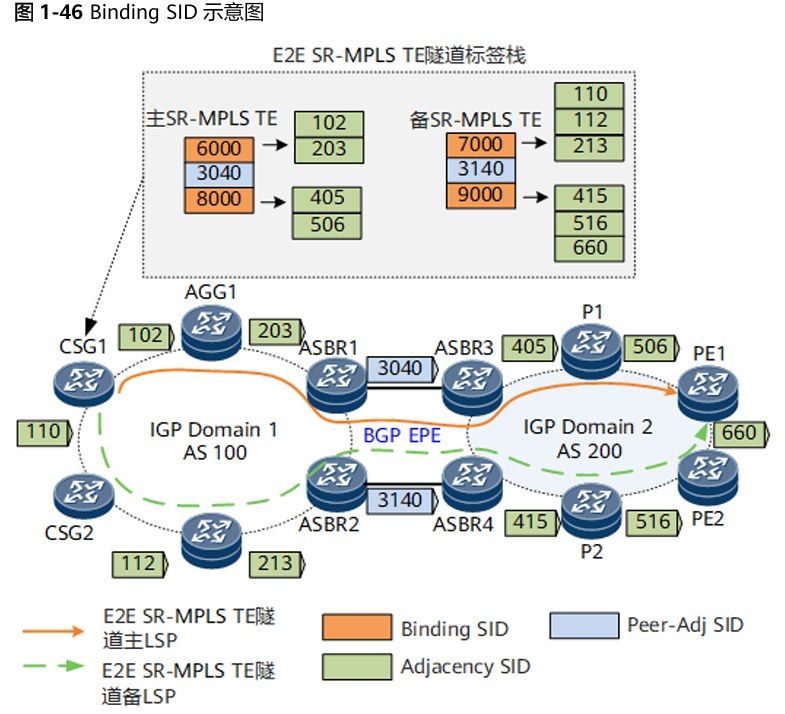 图 1-46 Binding SID 示意图
E2E SR-MPLS TE隧道标签栈
主SR-MPLS TE
6000
3040
8000
102
203
405
506
备SR-MPLS TE
7000
3140
9000
110
112
213
415
516
660
AGG1
102
203
CSG1
ASBR1
3040
ASBR3
405
P1
506
PE1
110
IGP Domain 1
AS 100
BGP EPE
IGP Domain 2
AS 200
660
CSG2
ASBR2
3140
ASBR4
415
P2
516
PE2
112
213
E2E SR-MPLS TE隧
道主LSP
E2E SR-MPLS TE隧
道备LSP
Binding SID
Adjacency SID
Peer-Adj SID